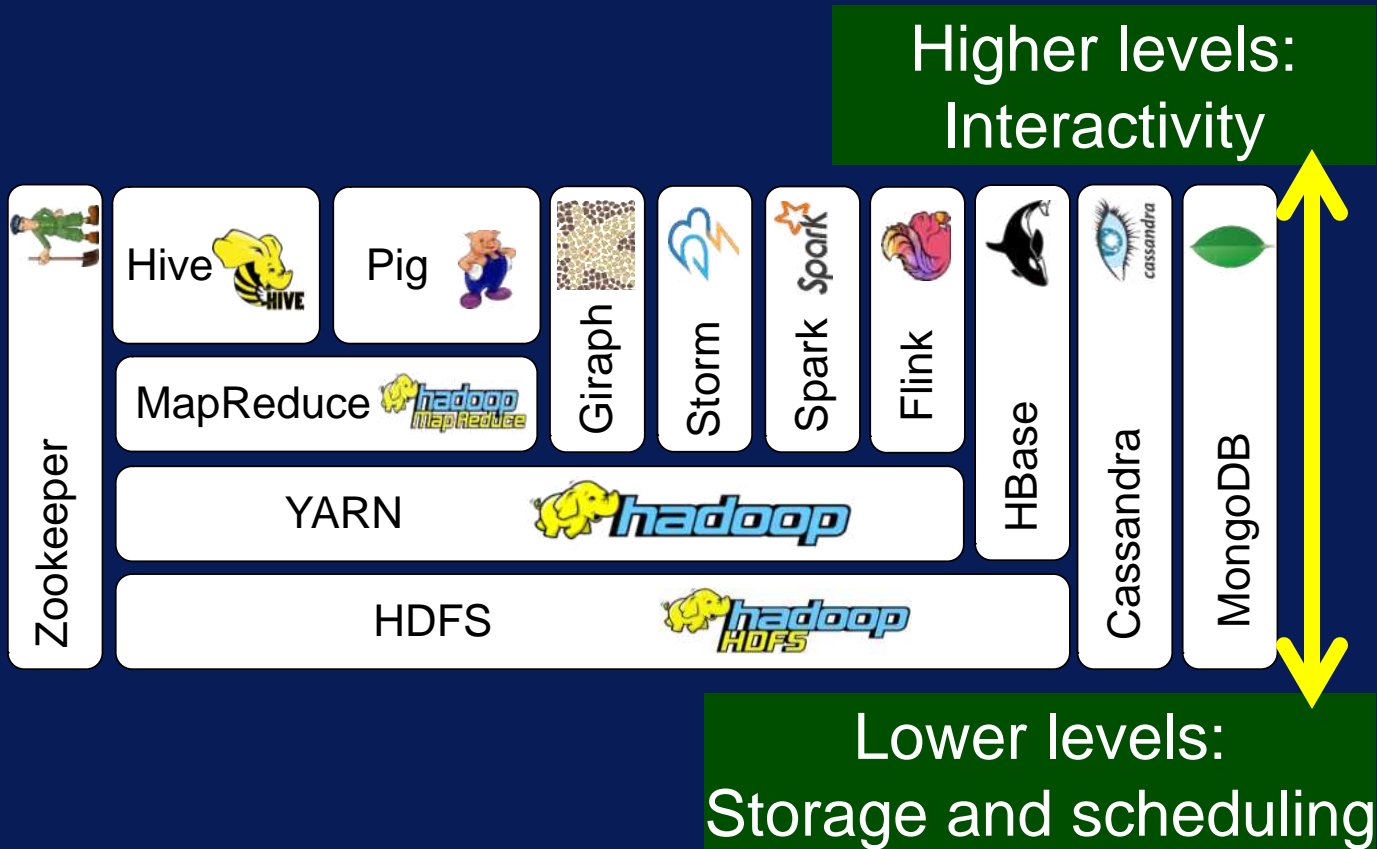 Higher levels:
Interactivity
Zookeeper
Hive
HIVE
Pig
Giraph
Storm
Spark
Spark
Flink
HBase
cassandra
Cassandra
MongoDB
MapReduce
hadoop
Map Reduce
YARN
hadoop
HDFS
hadoop
HDFS
Lower levels:
Storage and scheduling